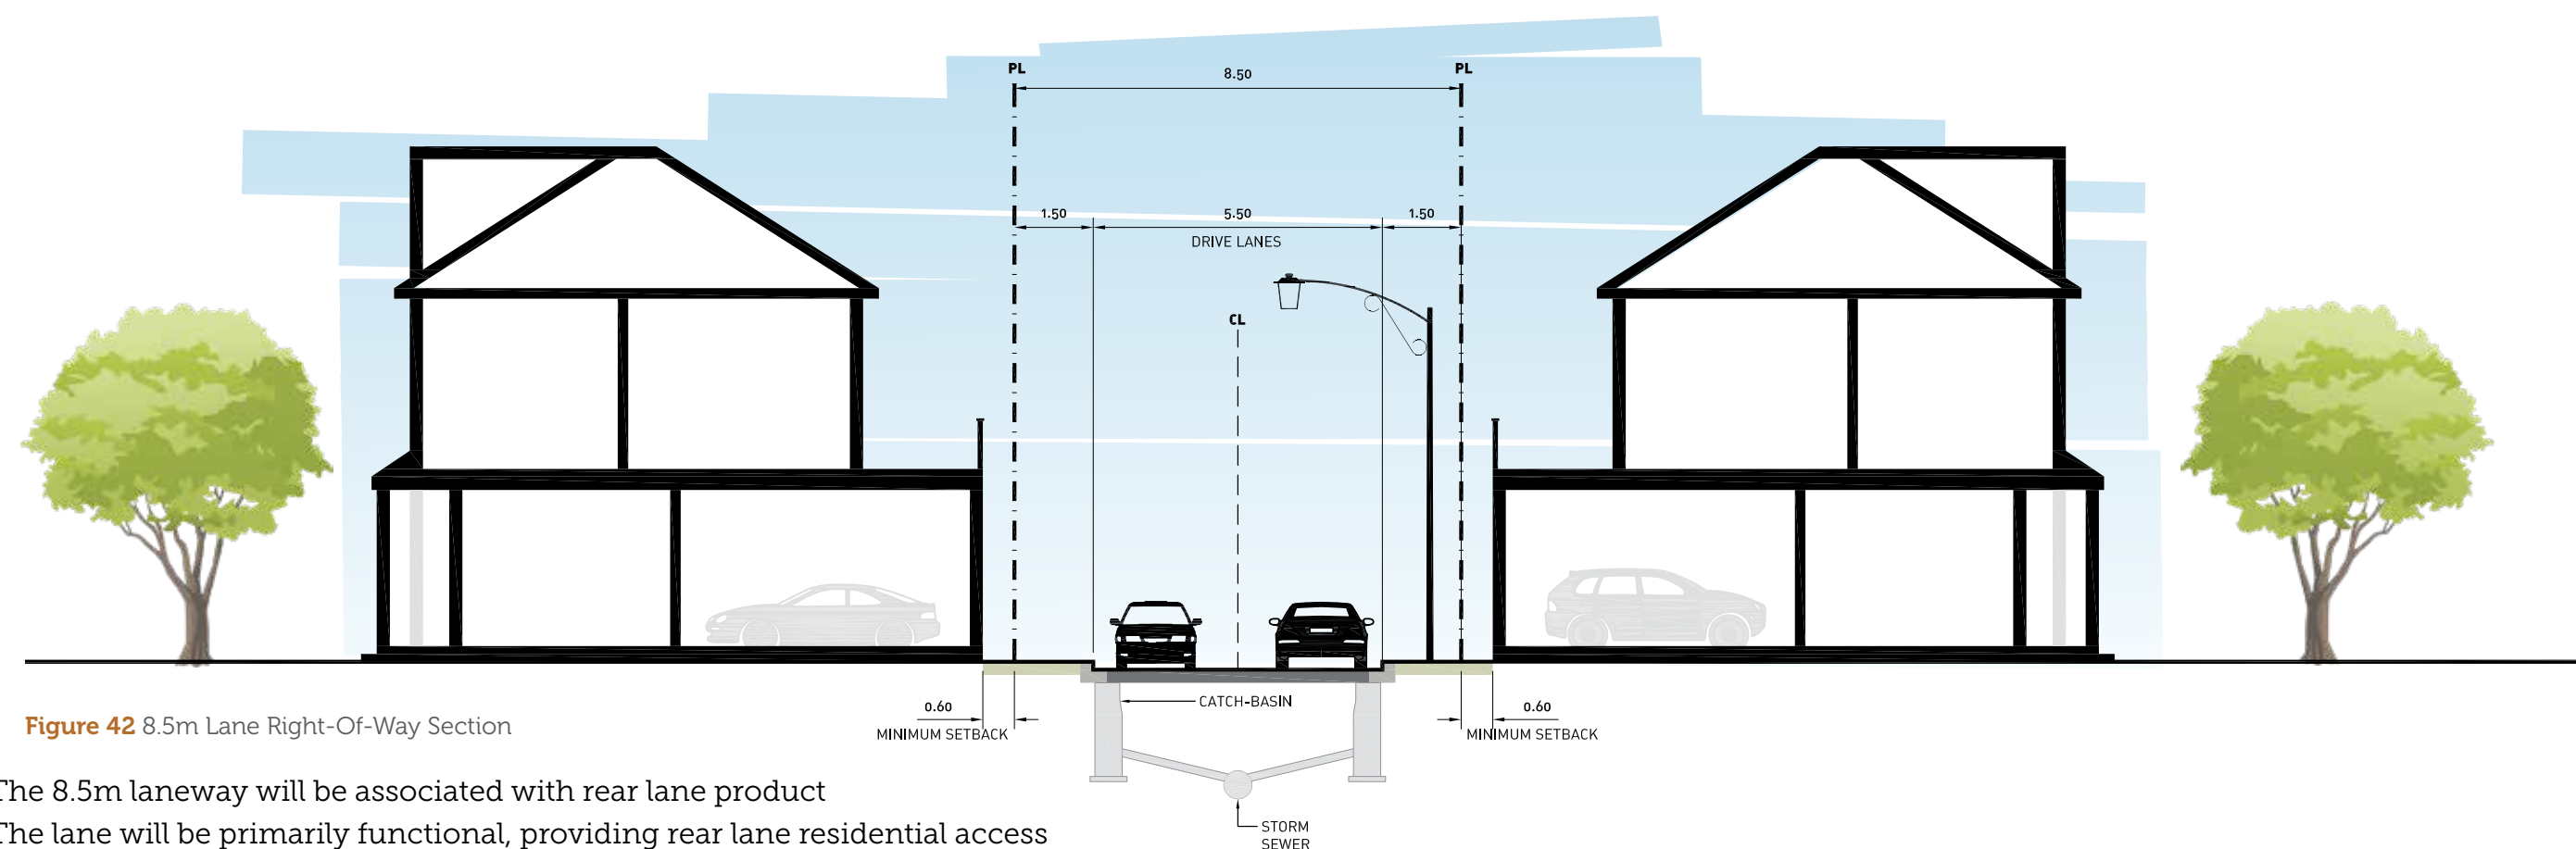 PL
8.50
PL
1.50
5.50
1.50
DRIVE LANES
CL
CATCH-BASIN
0.60
MINIMUM SETBACK
0.60
MINIMUM SETBACK
STORM
SEWER
Figure 42 8.5m Lane Right-Of-Way Section
The 8.5m laneway will be associated with rear lane product
The lane will be primarily functional, providing rear lane residential access